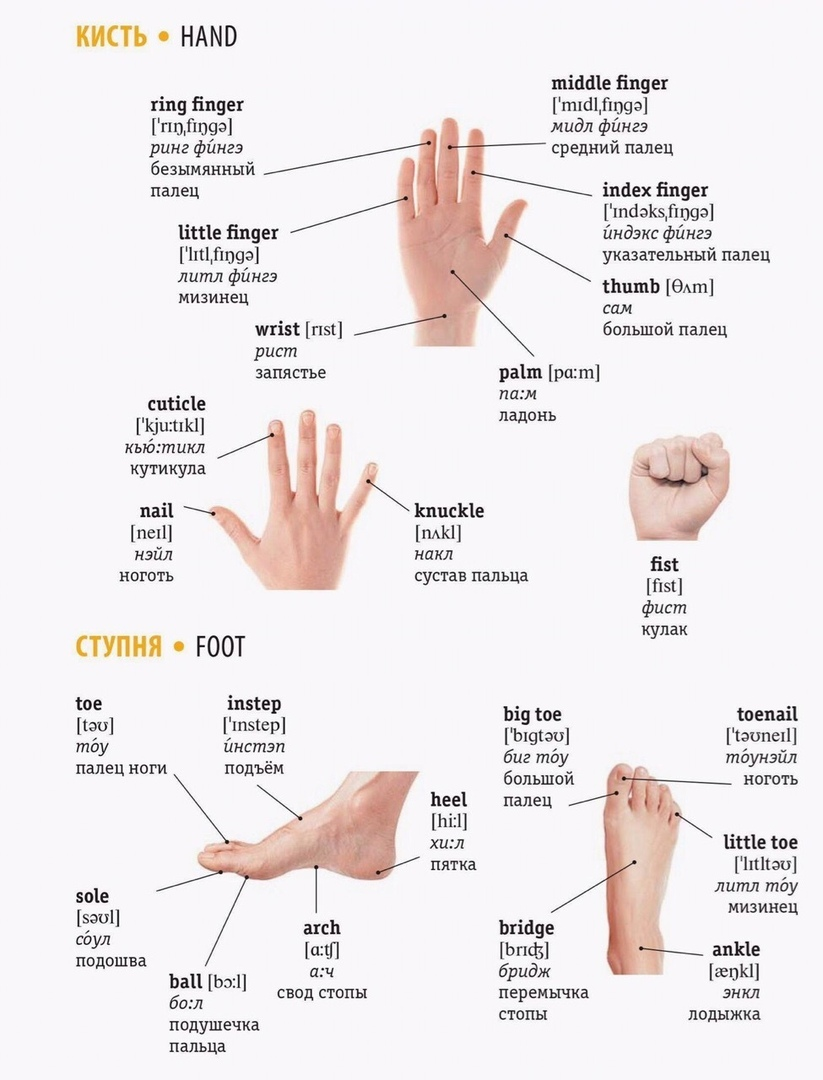 КИСТЬ • HAND
ring finger
[ˈrɪŋˌfɪŋgə]
ринг фи́нгэ
безымянный
палец
middle finger
[ˈmɪdlˌfɪŋgə]
мидл фи́нгэ
средний палец
little finger
[ˈlɪtlˌfɪŋgə]
литл фи́нгэ
мизинец
index finger
[ˈɪndəksˌfɪŋgə]
и́ндэкс фи́нгэ
указательный палец
thumb [θʌm]
сам
большой палец
wrist [rɪst]
рист
запястье
palm [pɑːm]
па:м
ладонь
cuticle
[ˈkjuːtɪkl]
кью́:тикл
кутикула
nail
[neɪl]
нэйл
ноготь
knuckle
[nʌkl]
накл
сустав пальца
fist
[fɪst]
фист
кулак
СТУПНЯ • FOOT
toe
[təʊ]
то́у
палец ноги
instep
[ˈɪnstep]
и́нстэп
подъём
heel
[hiːl]
хи:л
пятка
sole
[səʊl]
со́ул
подошва
ball [bɔːl]
бо:л
подушечка
пальца
arch
[ɑːʧ]
а:ч
свод стопы
big toe
[ˈbɪgtəʊ]
биг то́у
большой
палец
toenail
[ˈtəʊneɪl]
то́унэйл
ноготь
little toe
[ˈlɪtltəʊ]
литл то́у
мизинец
bridge
[brɪʤ]
бридж
перемычка
стопы
ankle
[æŋkl]
энкл
лодыжка